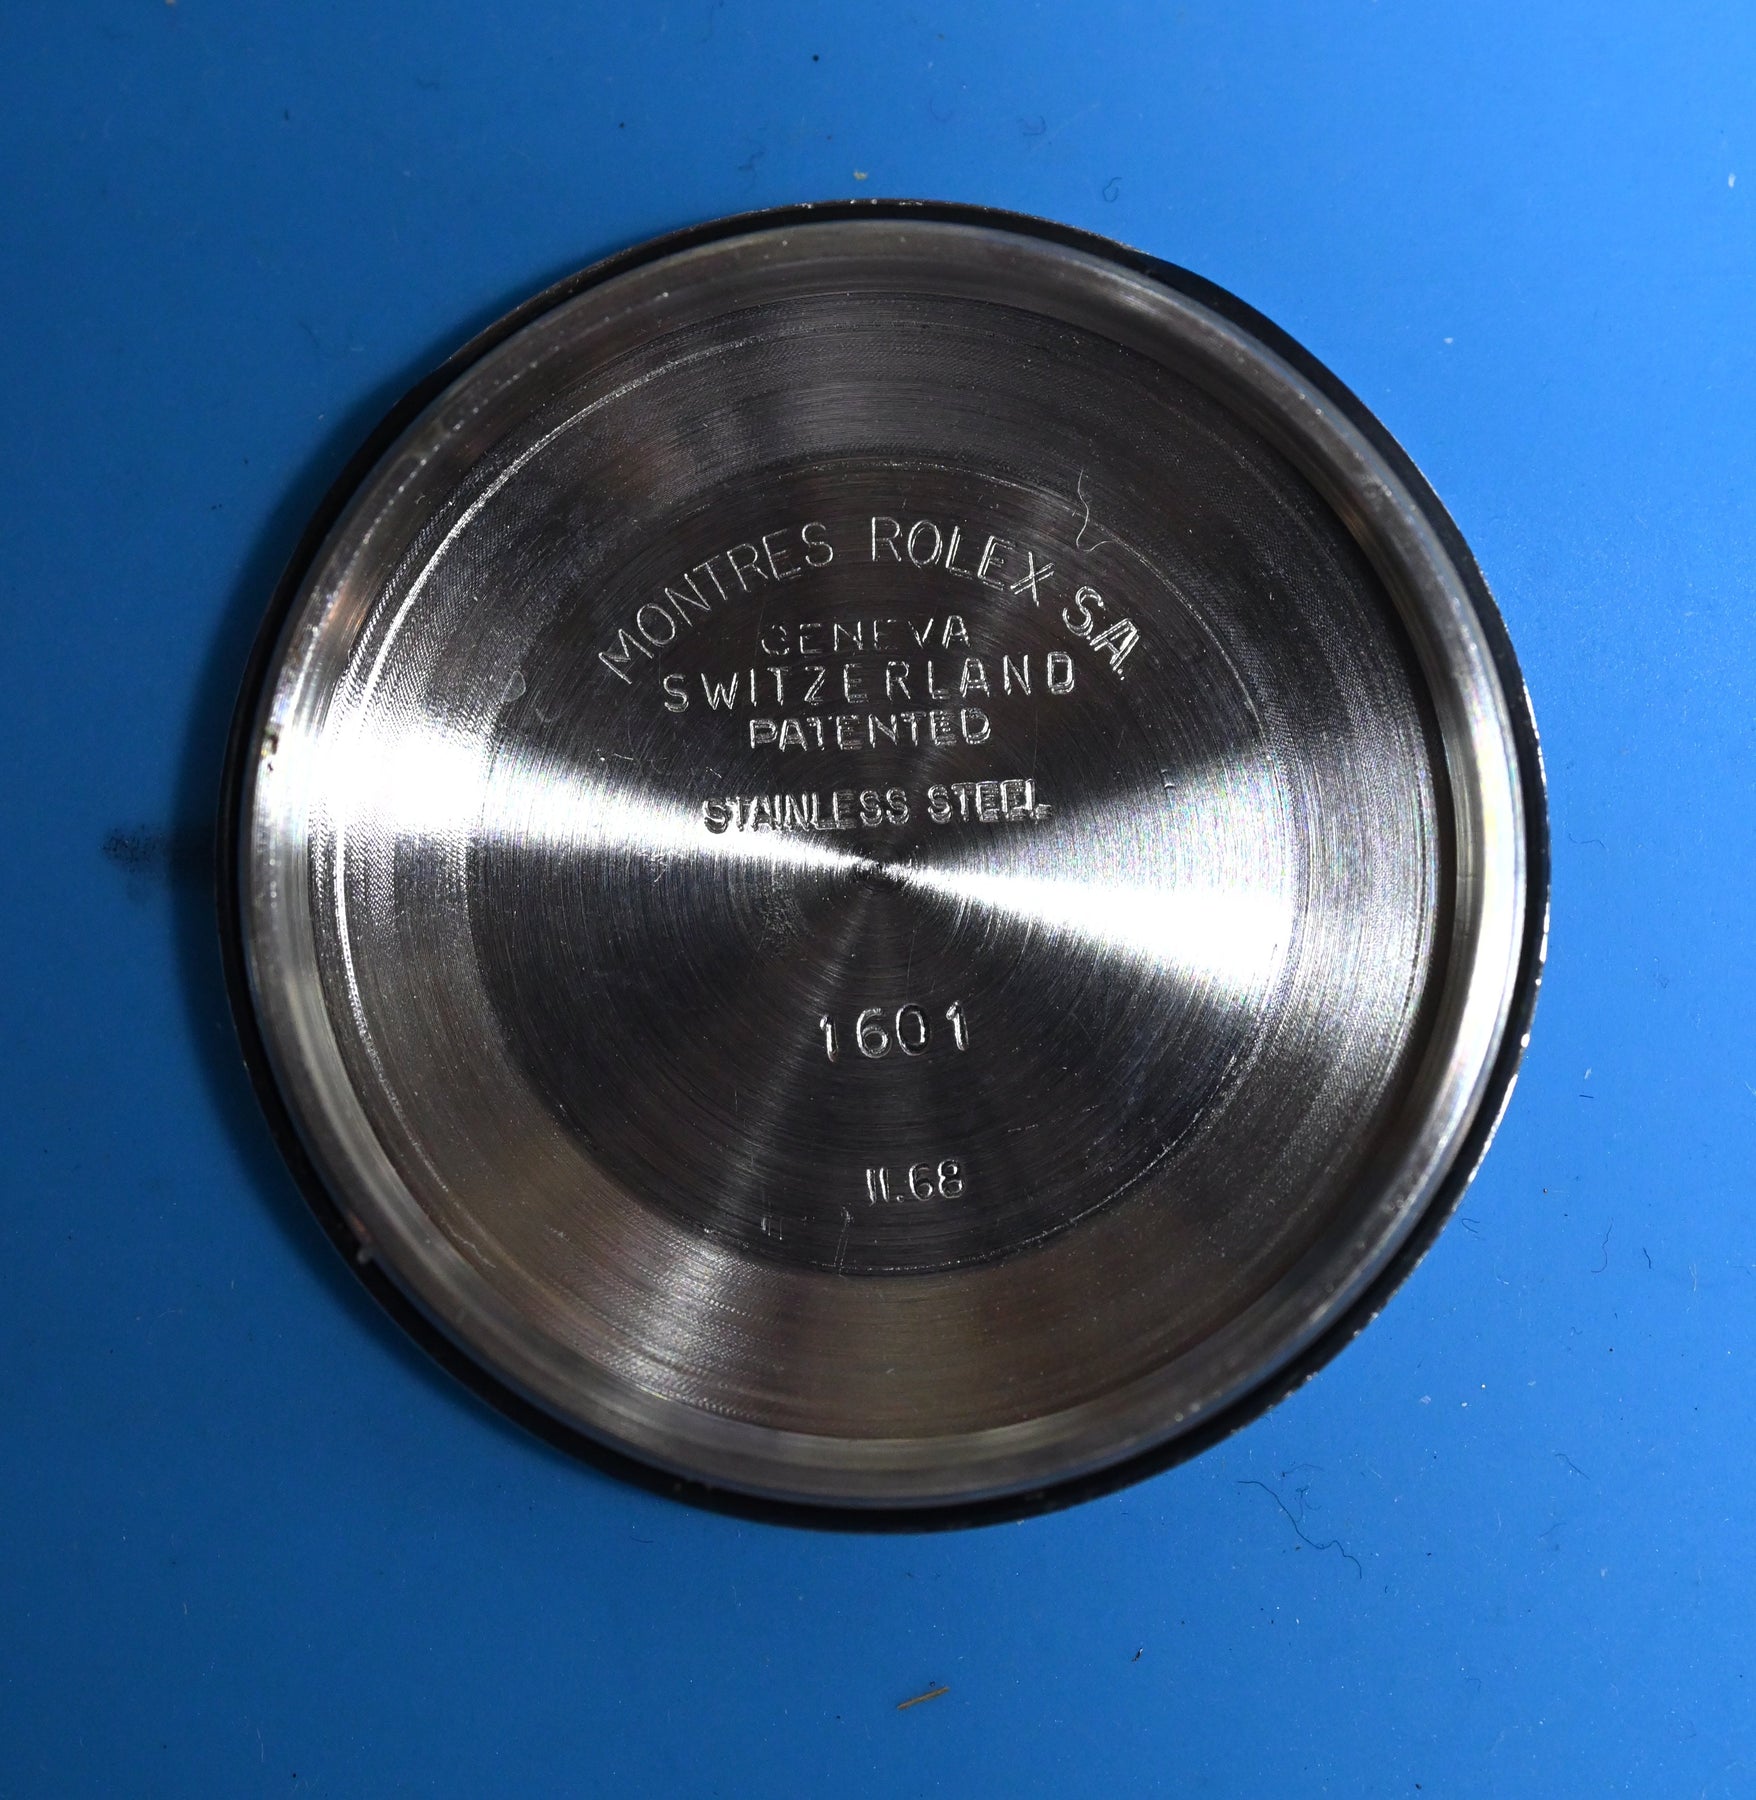 MONTRES ROLEX S.A.
GENEVA
SWITZERLAND
PATENTED
STAINLESS STEEL
1601
II.68